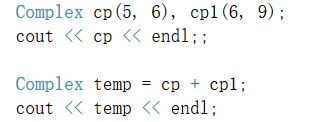 Complex cp(5, 6), cp1(6, 9);
cout << cp << endl;;
Complex temp = cp + cp1;
cout << temp << endl;